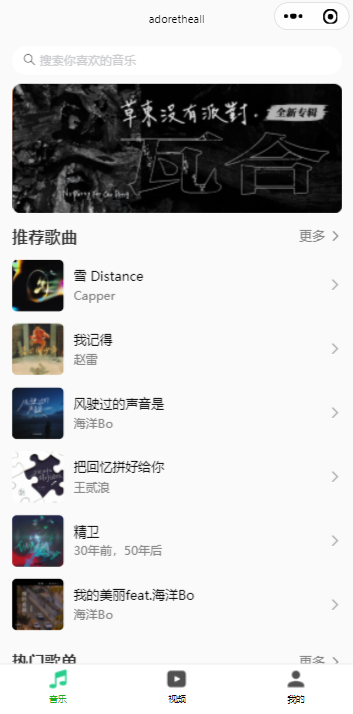 adoretheall
搜索你喜欢的音乐
草東沒有派對.
全新专辑
瓦合
No Party For Cao Dong
推荐歌曲
更多
雪 Distance
Capper
我记得
赵雷
风驶过的声音是
海洋Bo
把回忆拼好给你
王贰浪
精卫
30年前，50年后
我的美丽feat.海洋Bo
海洋Bo
热门歌单
更多
音乐
视频
我的